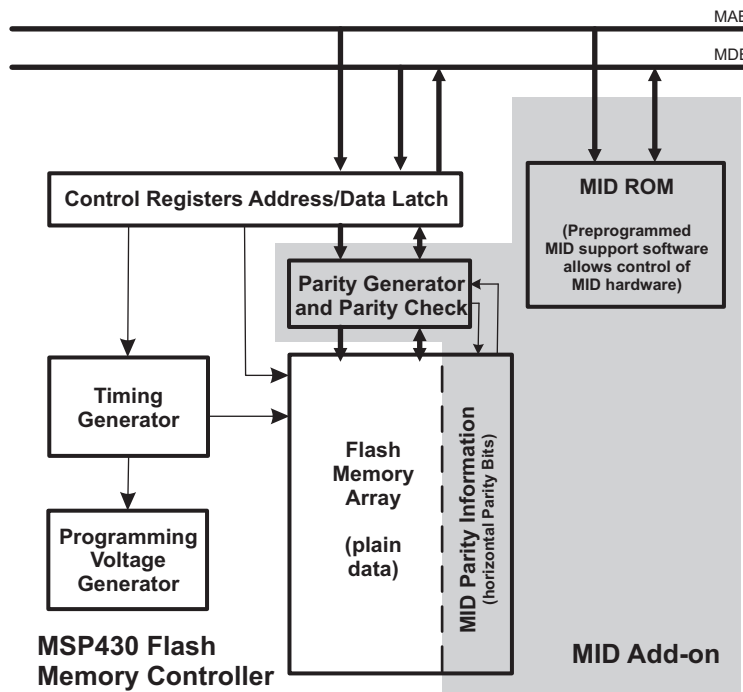 MAB
MDB
Control Registers Address/Data Latch
MID ROM
(Preprogrammed
MID support software
allows control of
MID hardware)
Parity Generator
and Parity Check
Timing
Generator
Flash
Memory
Array
(plain
data)
MID Parity Information
(horizontal Parity Bits)
Programming
Voltage
Generator
MSP430 Flash
Memory Controller
MID Add-on